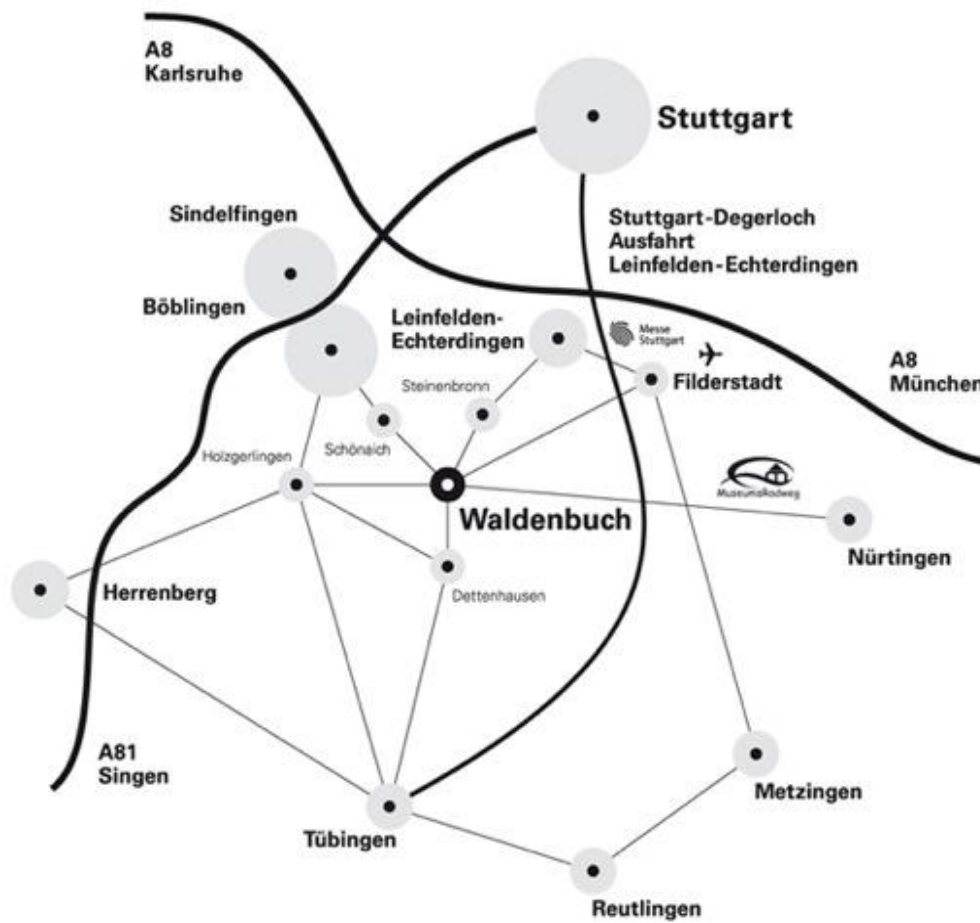 A8
Karlsruhe
Stuttgart
Sindelfingen
Stuttgart-Degerloch
Ausfahrt
Leinfelden-Echterdingen
Böblingen
Leinfelden-
Echterdingen
Messe
Stuttgart
A8
München
Filderstadt
Steinenbronn
Schönaich
Holzgerlingen
MuseumsRadweg
Waldenbuch
Nürtingen
Herrenberg
Dettenhausen
A81
Singen
Metzingen
Tübingen
Reutlingen